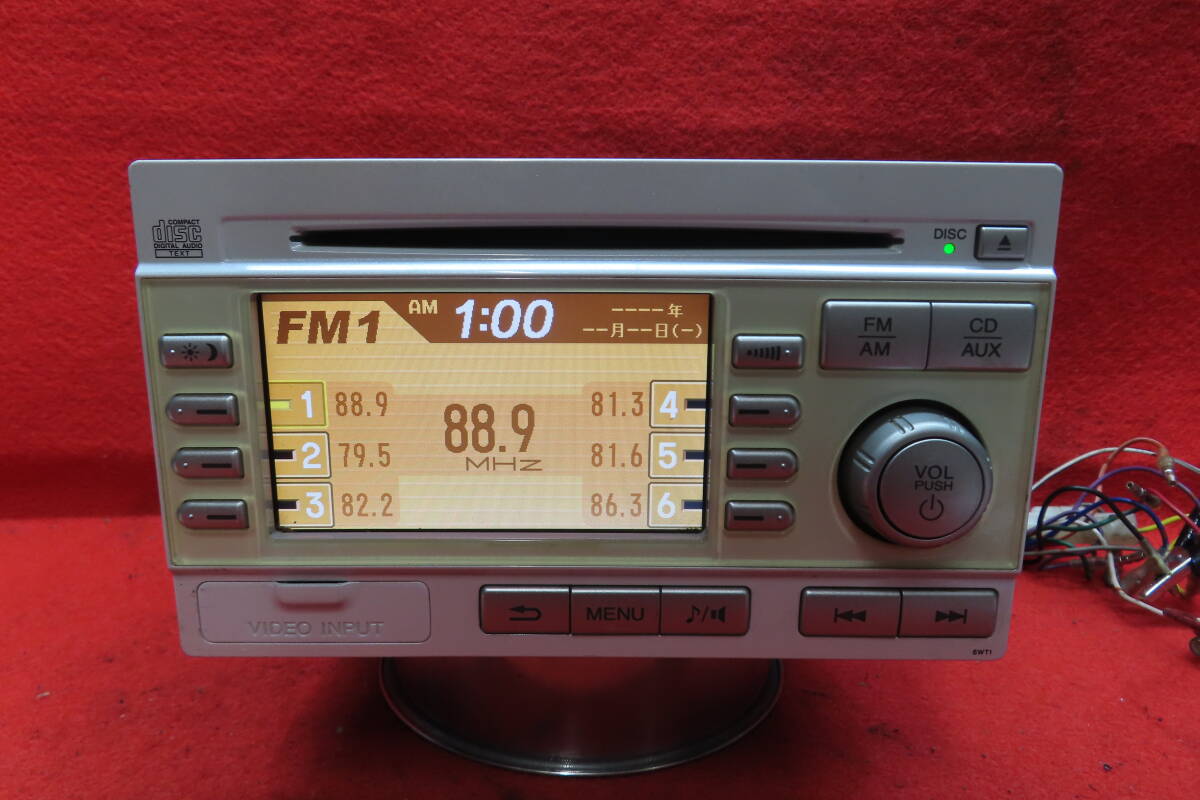 COMPACT
disc
DIGITAL AUDIO
TEXT
DISC
FM1
AM 1:00
----年
--月--日(-)
FM
AM
CD
AUX
1 88.9
2 79.5
3 82.2
88.9
MHz
81.3 4
81.6 5
86.3 6
VOL
PUSH
VIDEO INPUT
MENU
6WT1